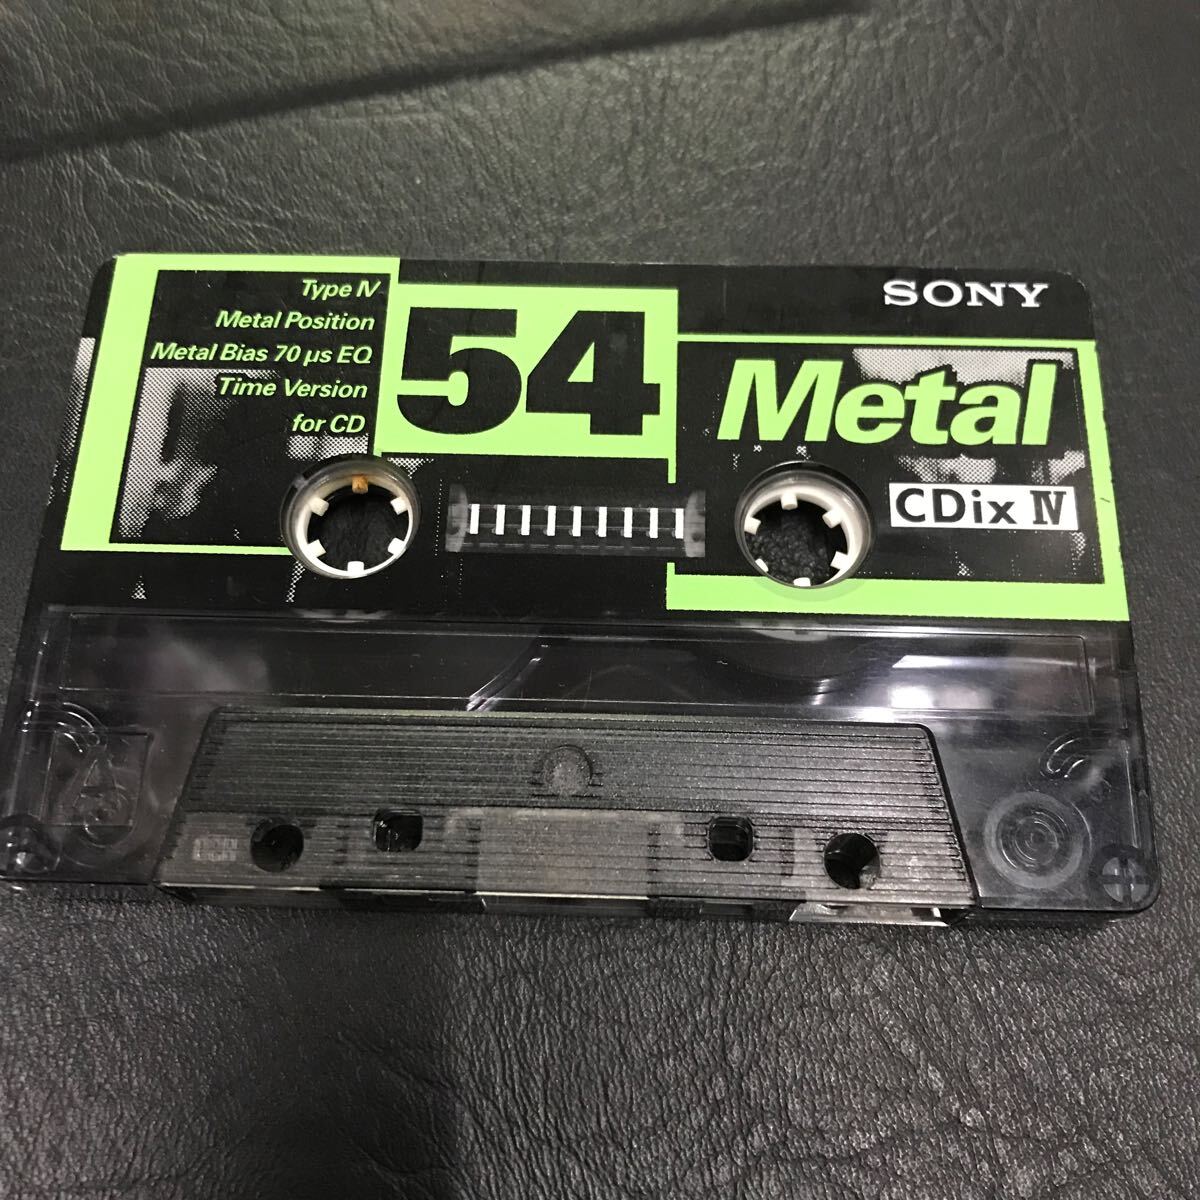 Type IV
Metal Position
Metal Bias 70 µs EQ
Time Version
for CD
54
SONY
Metal
CDix IV
A